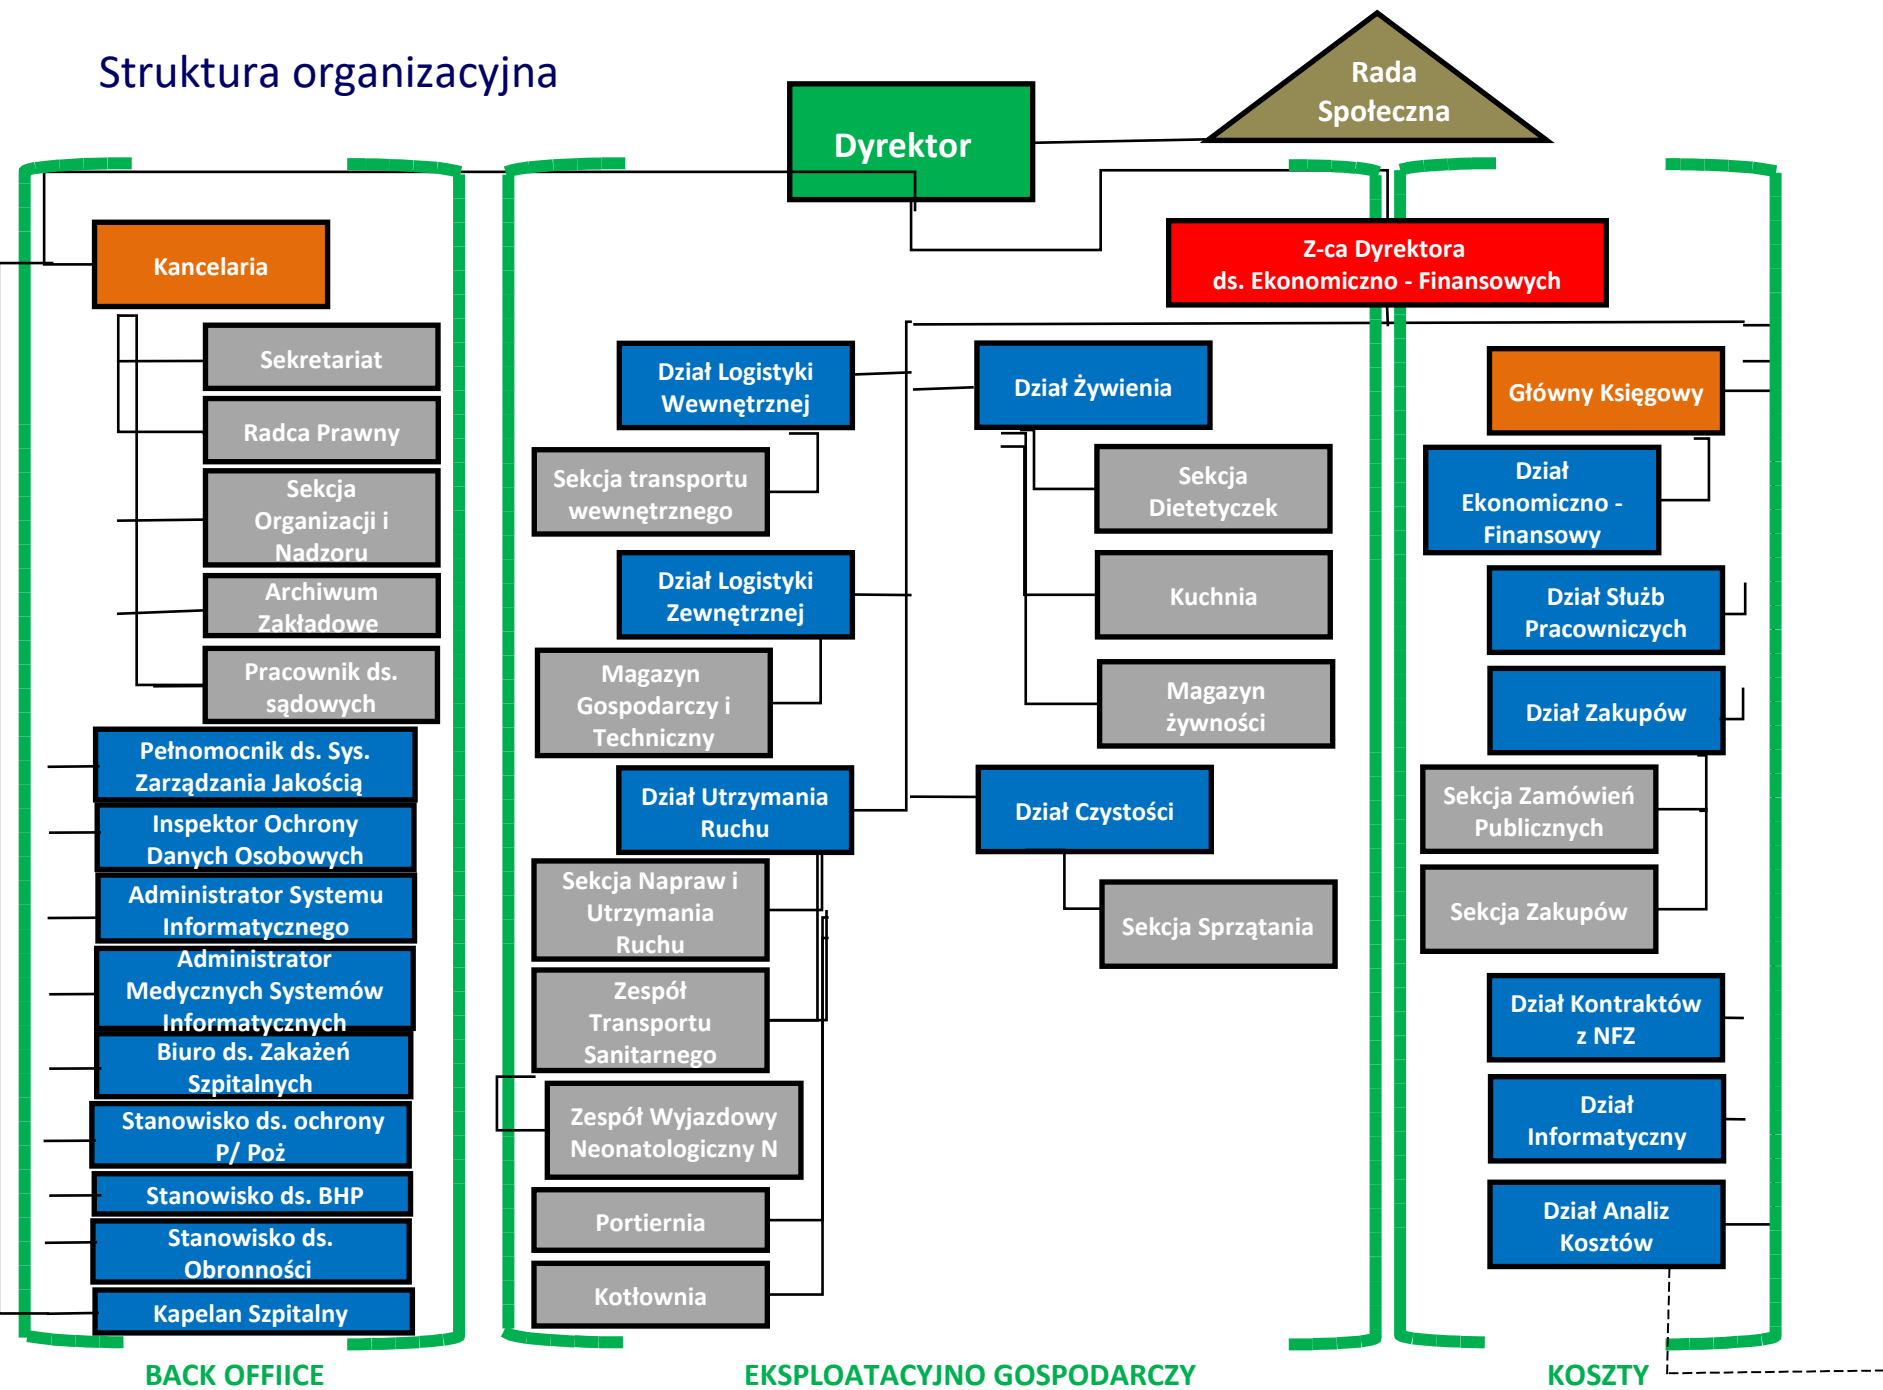 Struktura organizacyjna
Rada
Społeczna
Dyrektor
Z-ca Dyrektora
ds. Ekonomiczno - Finansowych
Kancelaria
Sekretariat
Radca Prawny
Sekcja
Organizacji i
Nadzoru
Archiwum
Zakładowe
Pracownik ds.
sądowych
Pełnomocnik ds. Sys.
Zarządzania Jakością
Inspektor Ochrony
Danych Osobowych
Administrator Systemu
Informatycznego
Administrator
Medycznych Systemów
Informatycznych
Biuro ds. Zakażeń
Szpitalnych
Stanowisko ds. ochrony
P/ Poż
Stanowisko ds. BHP
Stanowisko ds.
Obronności
Kapelan Szpitalny
BACK OFFIICE
Dział Logistyki
Wewnętrznej
Sekcja transportu
wewnętrznego
Dział Logistyki
Zewnętrznej
Magazyn
Gospodarczy i
Techniczny
Dział Utrzymania
Ruchu
Sekcja Napraw i
Utrzymania
Ruchu
Zespół
Transportu
Sanitarnego
Zespół Wyjazdowy
Neonatologiczny N
Portiernia
Kotłownia
Dział Żywienia
Sekcja
Dietetyczek
Kuchnia
Magazyn
żywności
Dział Czystości
Sekcja Sprzątania
EKSPLOATACYJNO GOSPODARCZY
Główny Księgowy
Dział
Ekonomiczno -
Finansowy
Dział Służb
Pracowniczych
Dział Zakupów
Sekcja Zamówień
Publicznych
Sekcja Zakupów
Dział Kontraktów
z NFZ
Dział
Informatyczny
Dział Analiz
Kosztów
KOSZTY